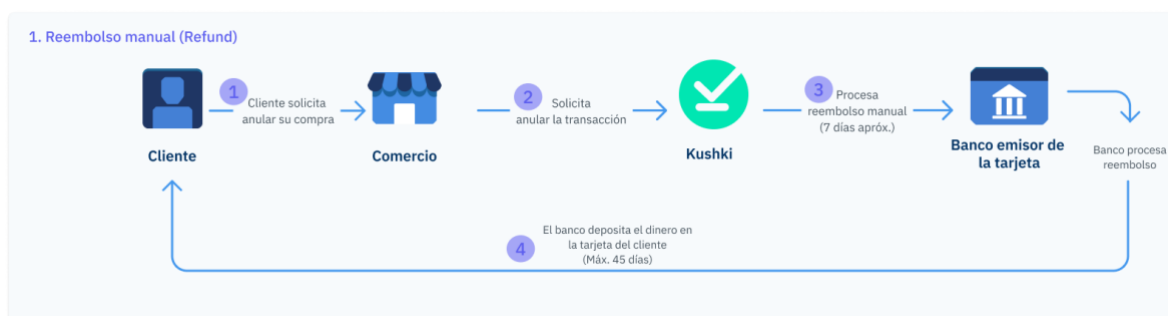 1. Reembolso manual (Refund)
1
Cliente solicita
anular su compra
2
Solicita
anular la transacción
3
Procesa
reembolso manual
(7 días apróx.)
Cliente
Comercio
Kushki
Banco emisor de
la tarjeta
Banco procesa
reembolso
4
El banco deposita el dinero en
la tarjeta del cliente
(Máx. 45 días)